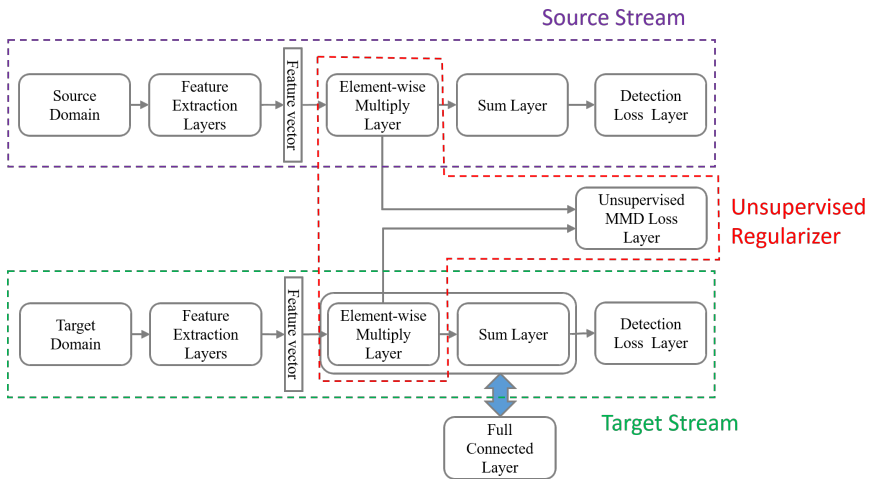 Source Stream
Source
Domain
Feature
Extraction
Layers
Feature vector
Element-wise
Multiply
Layer
Sum Layer
Detection
Loss Layer
Unsupervised
MMD Loss
Layer
Unsupervised
Regularizer
Target
Domain
Feature
Extraction
Layers
Feature vector
Element-wise
Multiply
Layer
Sum Layer
Detection
Loss Layer
Target Stream
Full
Connected
Layer